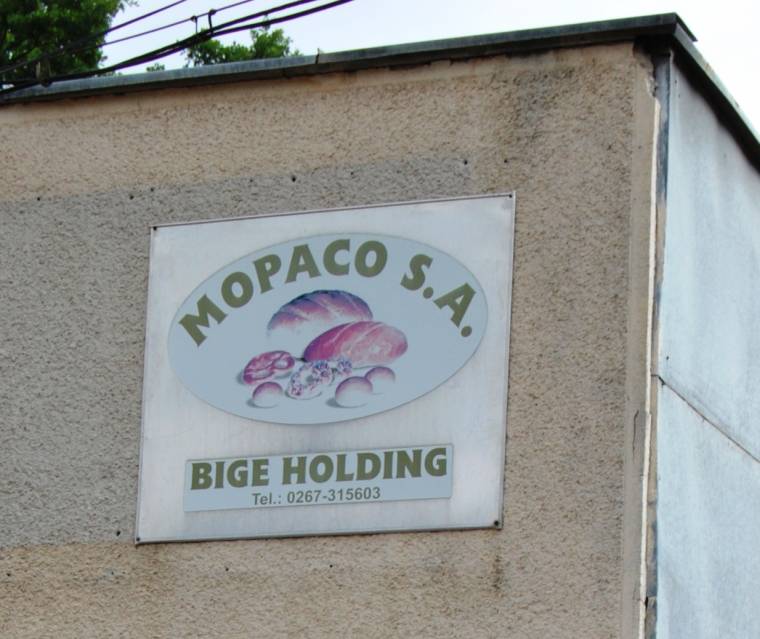 MOPACO S.A.
BIGE HOLDING
Tel.: 0267-315603